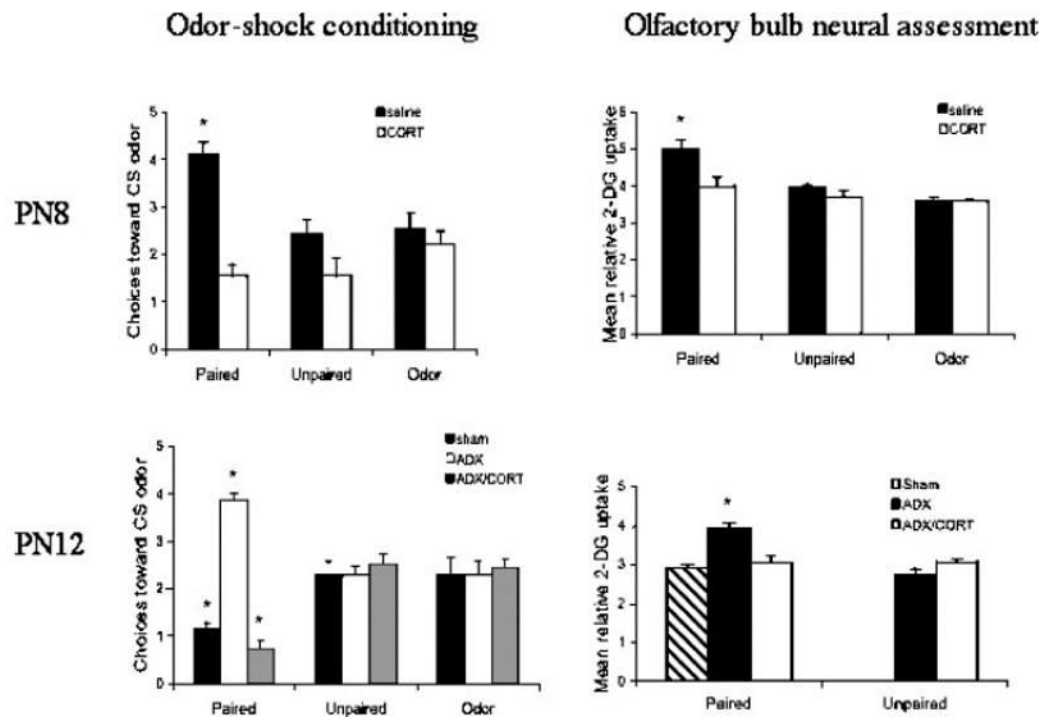 Odor-shock conditioning
Olfactory bulb neural assessment
PN8
Choices toward CS odor
5
4
3
2
1
0
*
saline
CORT
Paired
Unpaired
Odor
Mean relative 2-DG uptake
5
4
3
2
1
0
*
saline
CORT
Paired
Unpaired
Odor
PN12
Choices toward CS odor
5
4
3
2
1
0
*
*
*
sham
ADX
ADX/CORT
Paired
Unpaired
Odor
Mean relative 2-DG uptake
5
4
3
2
1
0
*
Sham
ADX
ADX/CORT
Paired
Unpaired